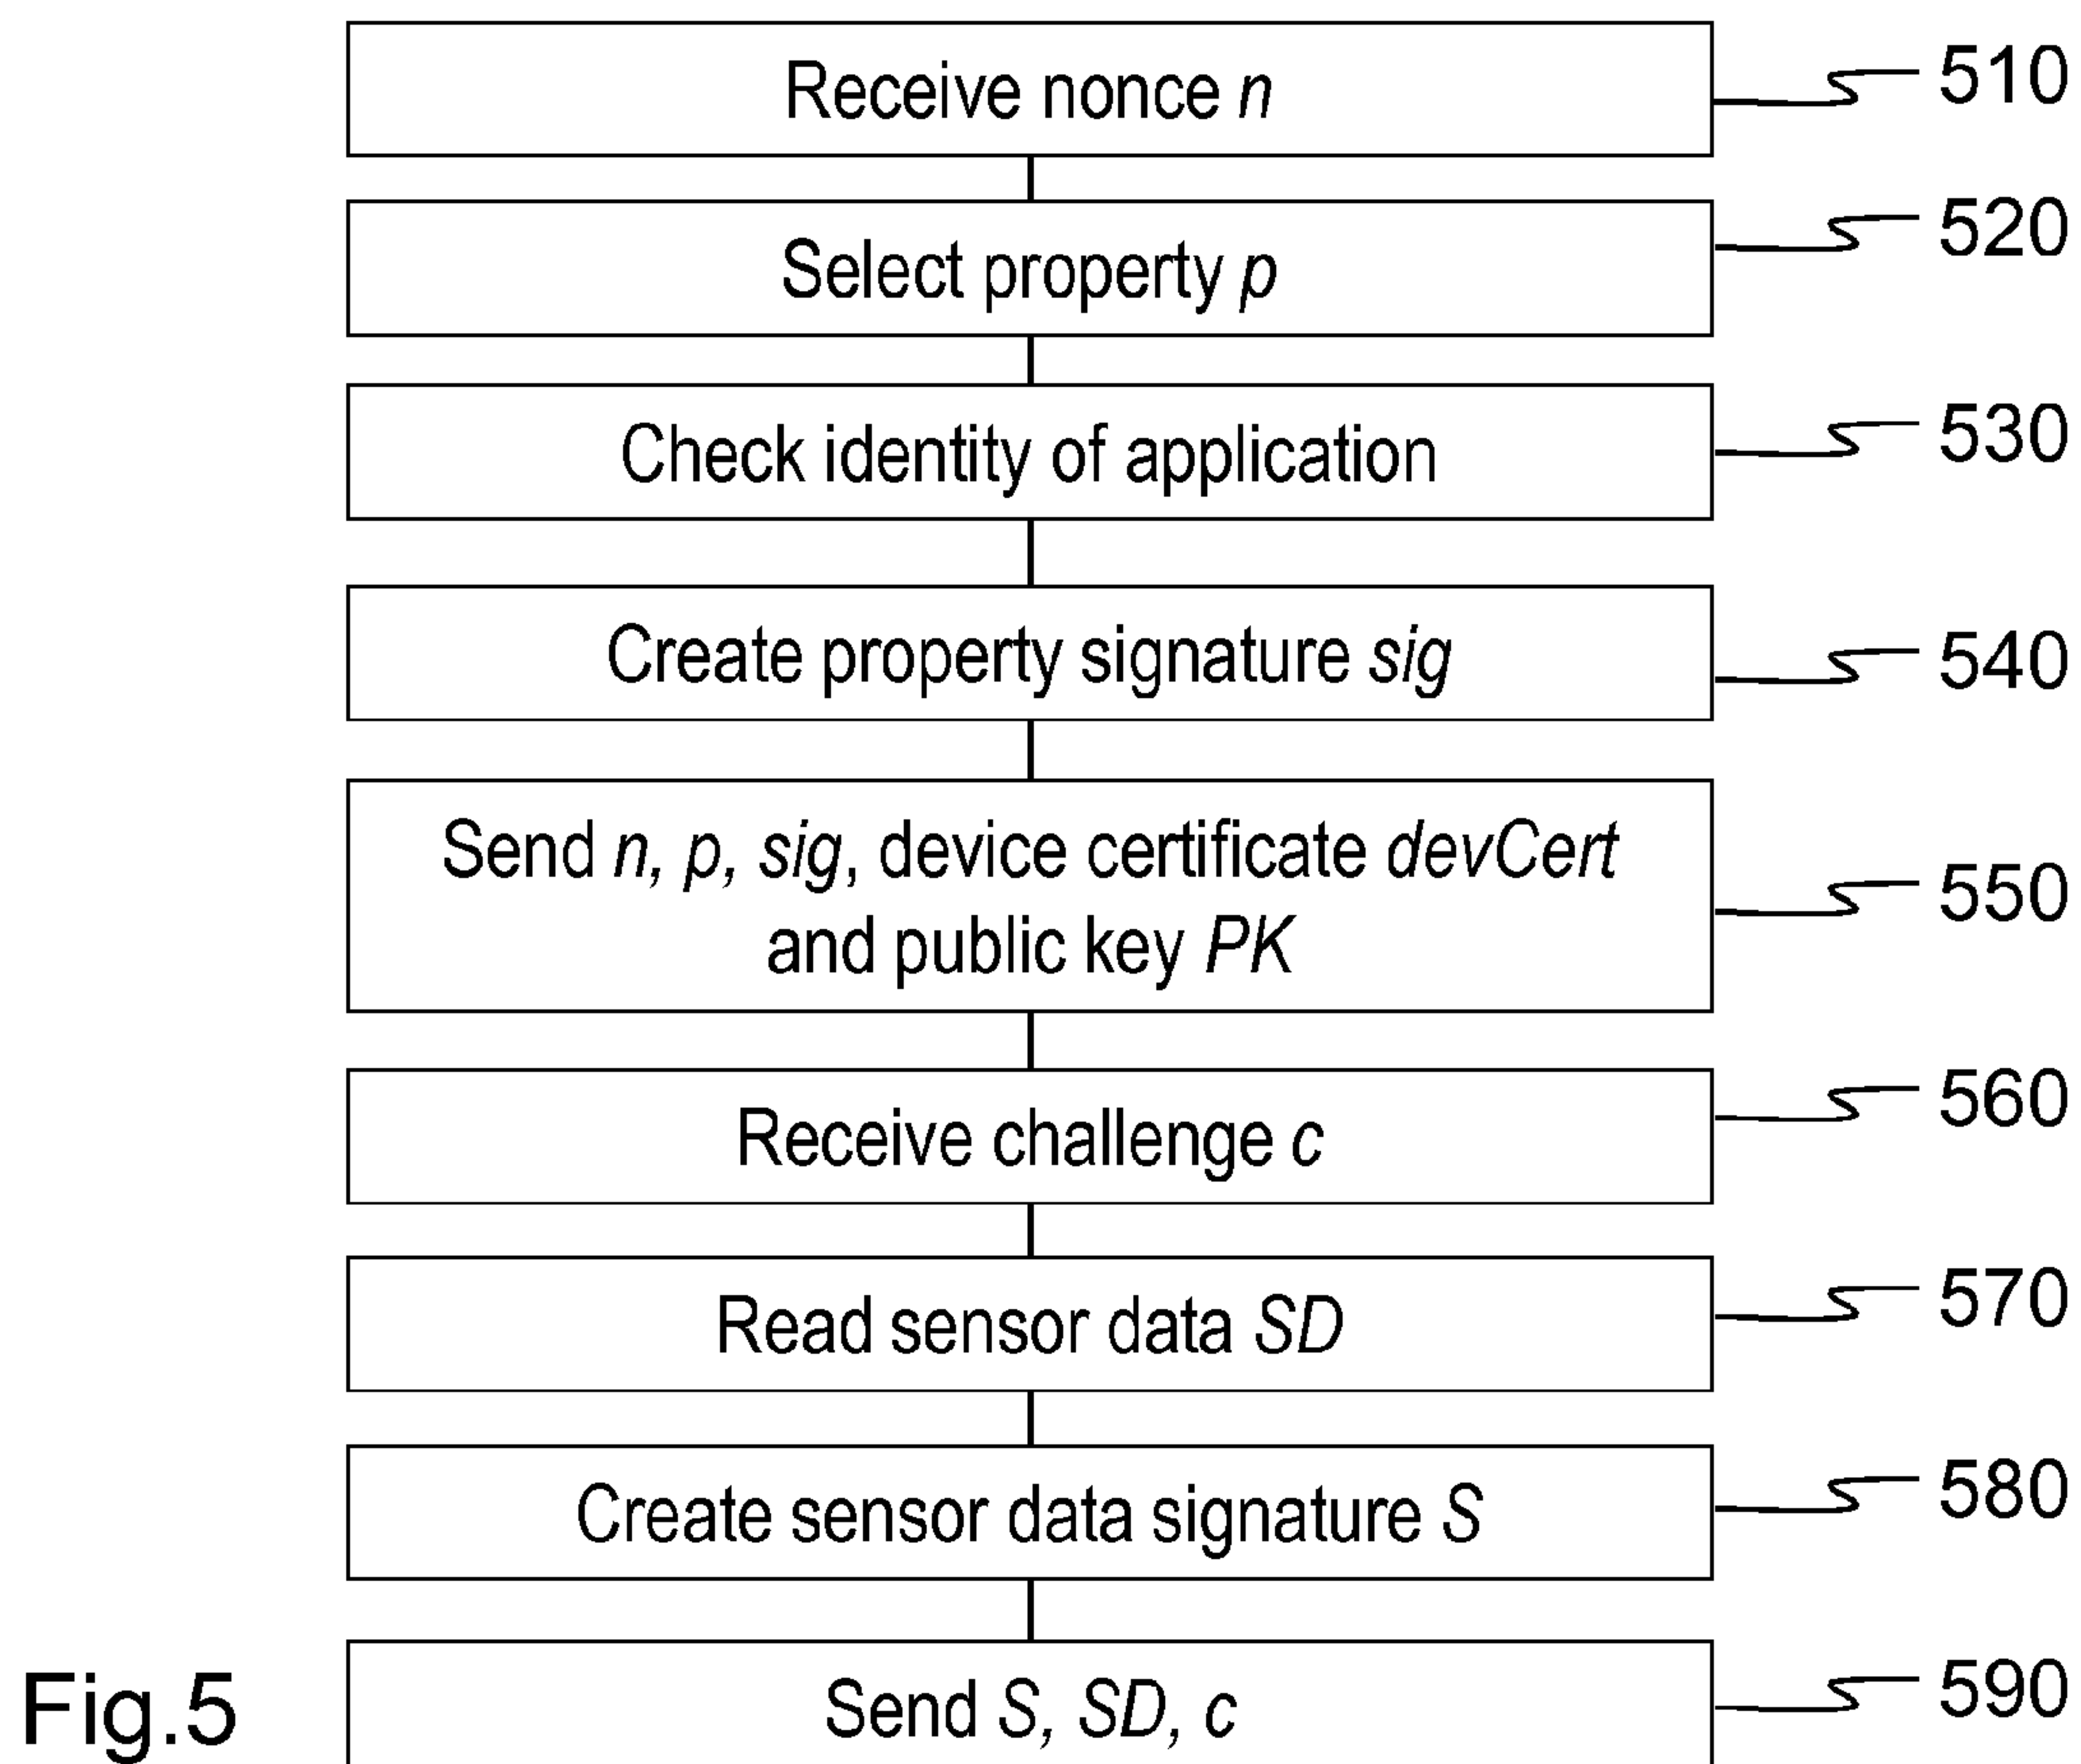 Receive nonce n
510
Select property p
520
Check identity of application
530
Create property signature sig
540
Send n, p, sig, device certificate devCert
and public key PK
550
Receive challenge c
560
Read sensor data SD
570
Create sensor data signature S
580
Send S, SD, c
590
Fig.5